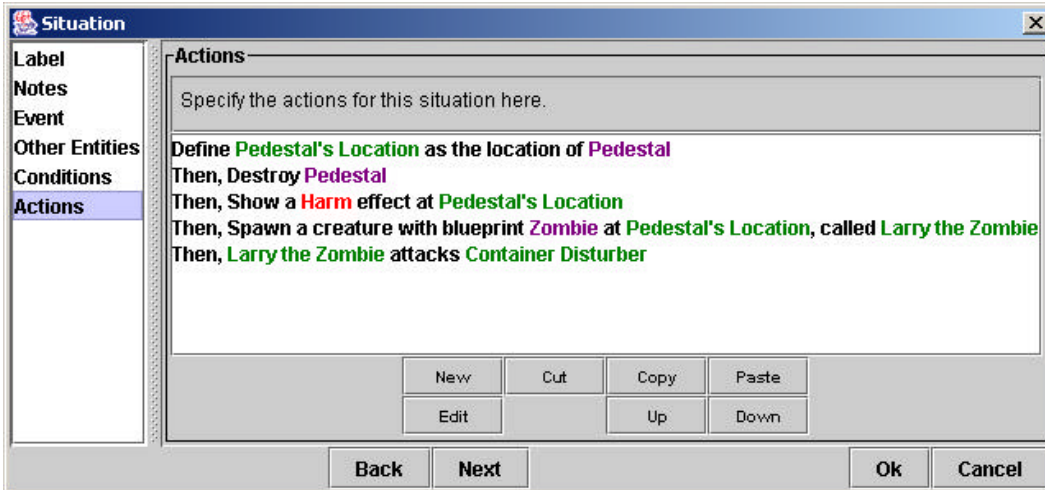 Situation
Label
Notes
Event
Other Entities
Conditions
Actions
Actions
Specify the actions for this situation here.
Define Pedestal's Location as the location of Pedestal
Then, Destroy Pedestal
Then, Show a Harm effect at Pedestal's Location
Then, Spawn a creature with blueprint Zombie at Pedestal's Location, called Larry the Zombie
Then, Larry the Zombie attacks Container Disturber
New Cut Copy Paste
Edit Up Down
Back Next Ok Cancel